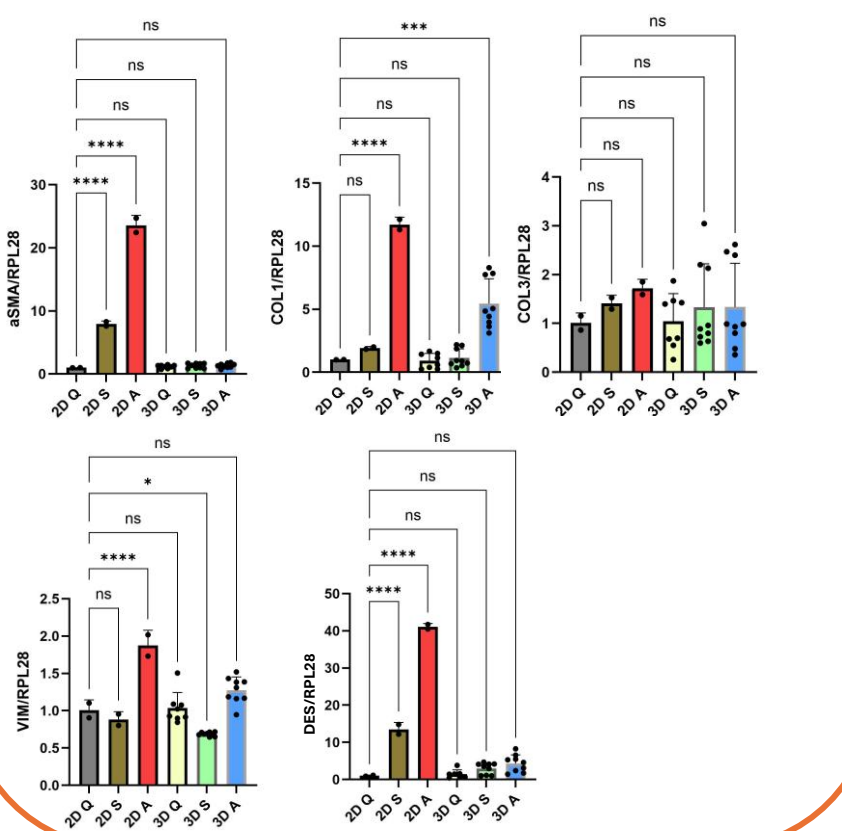 ns
ns
ns
****
****
aSMA/RPL28
30
20
10
0
2D Q
2D S
2D A
3D Q
3D S
3D A
***
ns
ns
****
ns
COL1/RPL28
15
10
5
0
2D Q
2D S
2D A
3D Q
3D S
3D A
ns
ns
ns
ns
ns
COL3/RPL28
4
3
2
1
0
2D Q
2D S
2D A
3D Q
3D S
3D A
ns
*
ns
****
ns
VIM/RPL28
2.5
2.0
1.5
1.0
0.5
0.0
2D Q
2D S
2D A
3D Q
3D S
3D A
ns
ns
ns
****
****
DES/RPL28
50
40
30
20
10
0
2D Q
2D S
2D A
3D Q
3D S
3D A